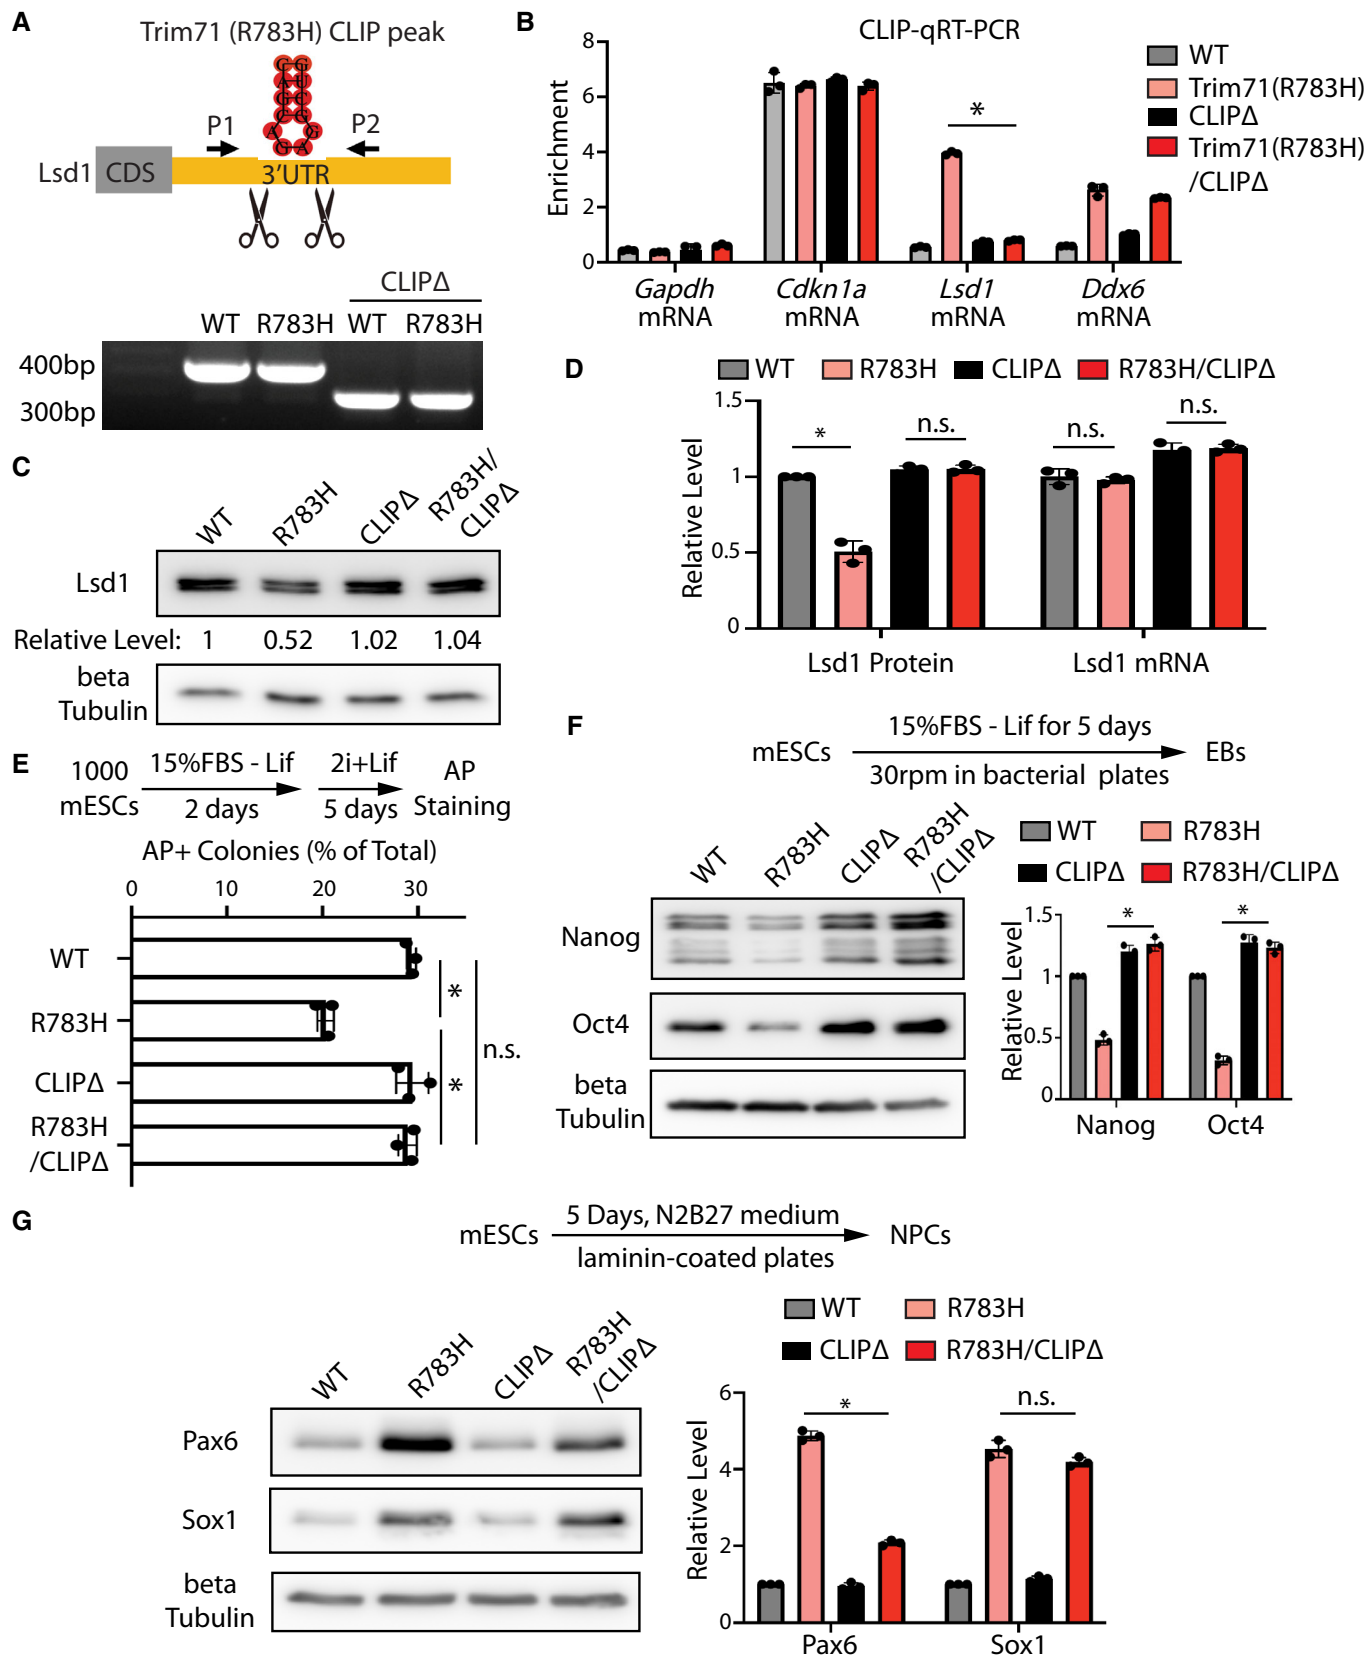 A
Trim71 (R783H) CLIP peak
P1
P2
Lsd1
CDS
3'UTR
CLIPΔ
WT
R783H
WT
R783H
400bp
300bp
B
CLIP-qRT-PCR
Enrichment
8
6
4
2
0
*
Gapdh
mRNA
Cdkn1a
mRNA
Lsd1
mRNA
Ddx6
mRNA
WT
Trim71(R783H)
CLIPΔ
Trim71(R783H)
/CLIPΔ
C
WT
R783H
CLIPΔ
R783H/
CLIPΔ
Lsd1
Relative Level: 1 0.52 1.02 1.04
beta
Tubulin
D
WT
R783H
CLIPΔ
R783H/CLIPΔ
Relative Level
1.5
1
0.5
0
*
n.s.
n.s.
n.s.
Lsd1 Protein
Lsd1 mRNA
E
1000
mESCs
15%FBS - Lif
2 days
2i+Lif
5 days
AP
Staining
AP+ Colonies (% of Total)
0 10 20 30
WT
R783H
CLIPΔ
R783H
/CLIPΔ
*
*
n.s.
F
mESCs
15%FBS - Lif for 5 days
30rpm in bacterial plates
EBs
WT
R783H
CLIPΔ
R783H
/CLIPΔ
Nanog
Oct4
beta
Tubulin
WT
R783H
CLIPΔ
R783H/CLIPΔ
Relative Level
1.5
1
0.5
0
*
*
Nanog
Oct4
G
mESCs
5 Days, N2B27 medium
laminin-coated plates
NPCs
WT
R783H
CLIPΔ
R783H
/CLIPΔ
Pax6
Sox1
beta
Tubulin
WT
R783H
CLIPΔ
R783H/CLIPΔ
Relative Level
6
4
2
0
*
n.s.
Pax6
Sox1